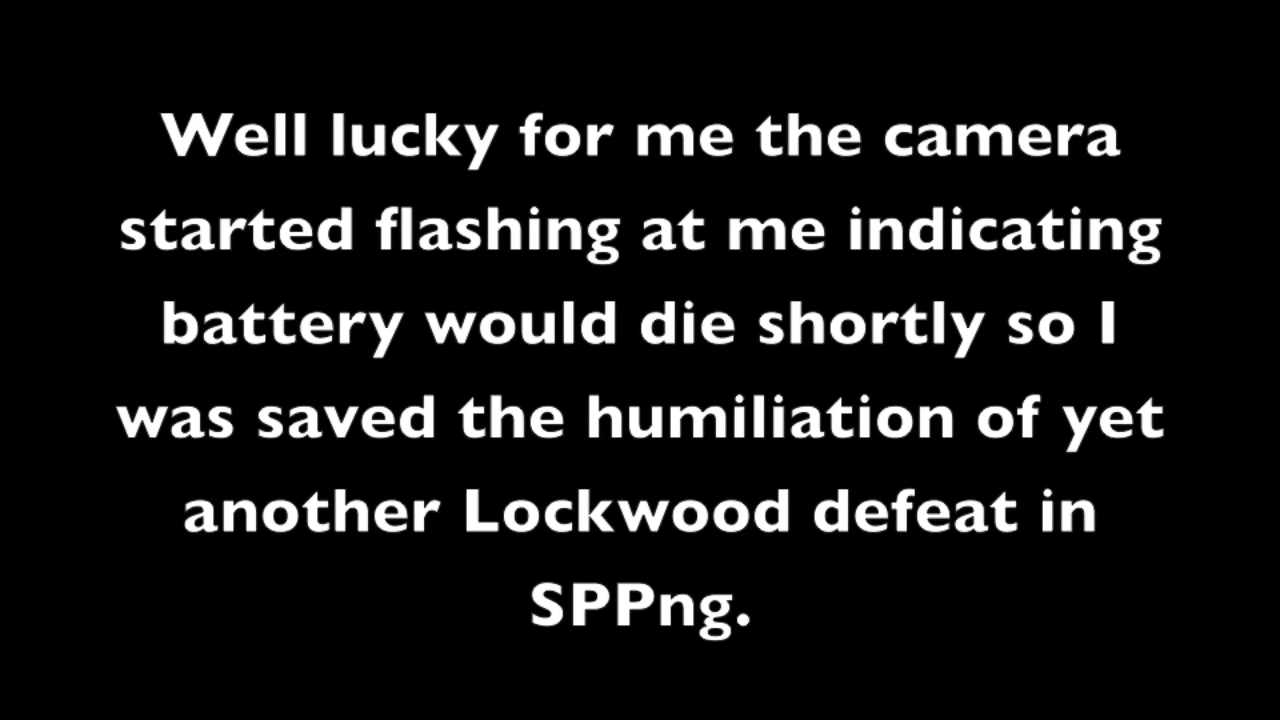 Well lucky for me the camera
started flashing at me indicating
battery would die shortly so I
was saved the humiliation of yet
another Lockwood defeat in
SPPng.